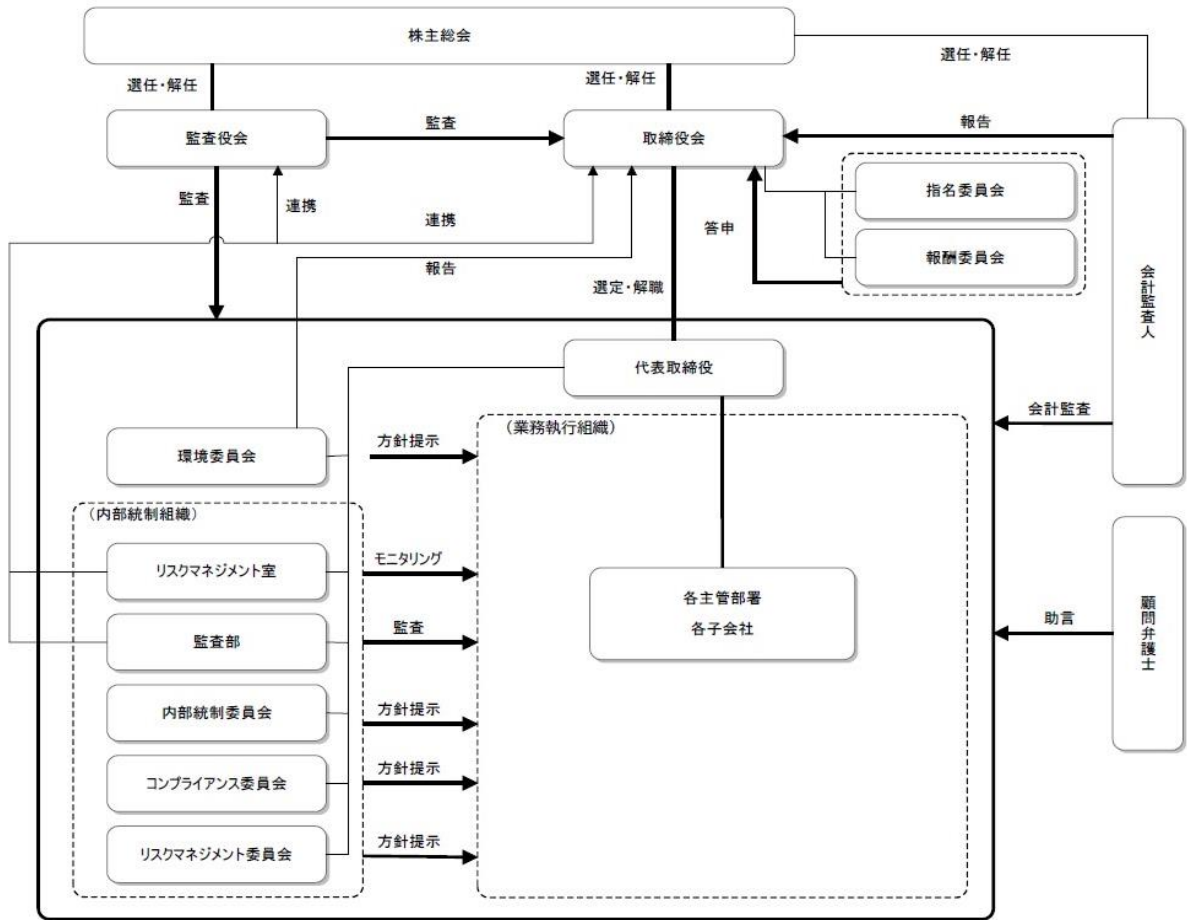 株主総会
選任・解任
選任・解任
選任・解任
監査役会
監査
取締役会
報告
監査
連携
連携
報告
答申
指名委員会
報酬委員会
選定・解職
会計監査人
代表取締役
会計監査
環境委員会
方針提示
（業務執行組織）
（内部統制組織）
リスクマネジメント室
モニタリング
各主管部署
各子会社
監査部
監査
助言
顧問弁護士
内部統制委員会
方針提示
コンプライアンス委員会
方針提示
リスクマネジメント委員会
方針提示